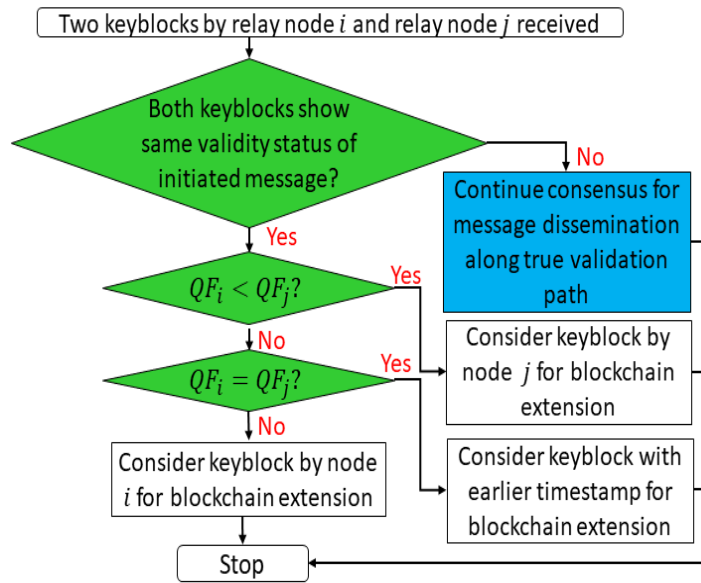 Two keyblocks by relay node i and relay node j received
Both keyblocks show
same validity status of
initiated message?
No
Continue consensus for
message dissemination
along true validation
path
Yes
QF_i < QF_j?
Yes
Consider keyblock by
node j for blockchain
extension
No
QF_i = QF_j?
Yes
Consider keyblock with
earlier timestamp for
blockchain extension
No
Consider keyblock by node
i for blockchain extension
Stop